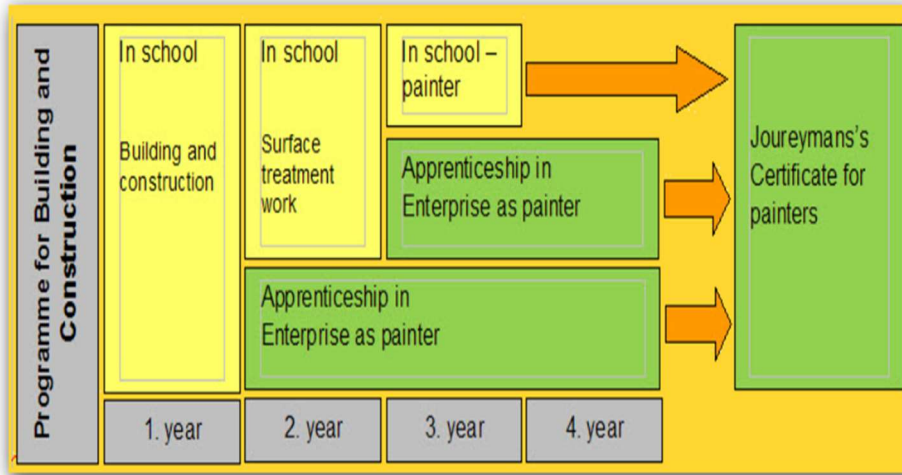 Programme for Building and
Construction
In school
Building and
construction
In school
Surface
treatment
work
In school –
painter
Apprenticeship in
Enterprise as painter
Apprenticeship in
Enterprise as painter
Joureymans's
Certificate for
painters
1. year
2. year
3. year
4. year